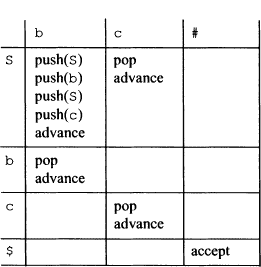 b c #
S push(S) pop
push(b) advance
push(S)
push(c)
advance
b pop
advance
c pop
advance
$ accept